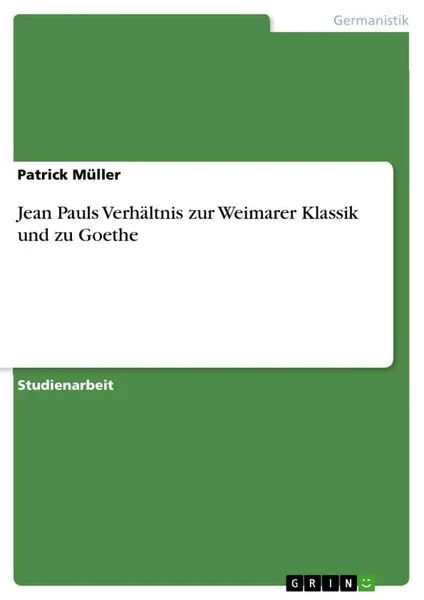 Germanistik
Patrick Müller
Jean Pauls Verhältnis zur Weimarer Klassik
und zu Goethe
Studienarbeit
GRIN